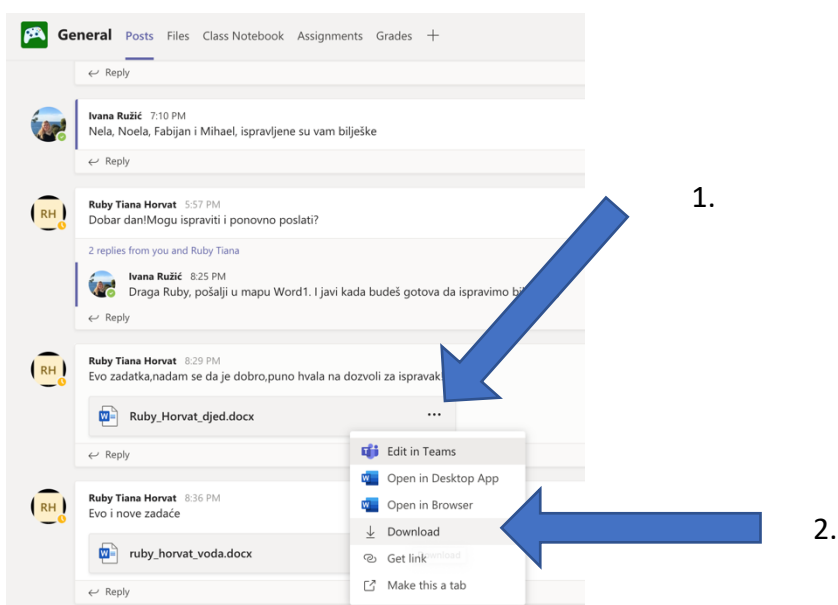 General Posts Files Class Notebook Assignments Grades
Reply
Ivana Ružić 7:10 PM
Nela, Noela, Fabijan i Mihael, ispravljene su vam bilješke
Reply
1.
RH
Ruby Tiana Horvat 5:57 PM
Dobar dan!Mogu ispraviti i ponovno poslati?
2 replies from you and Ruby Tiana
Ivana Ružić 8:25 PM
Draga Ruby, pošalji u mapu Word1. I javi kada budeš gotova da ispravimo
Reply
RH
Ruby Tiana Horvat 8:29 PM
Evo zadatka,nadam se da je dobro,puno hvala na dozvoli za ispravak
Ruby_Horvat_djed.docx
Reply
Edit in Teams
Open in Desktop App
Open in Browser
Download
Get link
Make this a tab
2.
RH
Ruby Tiana Horvat 8:36 PM
Evo i nove zadaće
ruby_horvat_voda.docx
Download
Reply